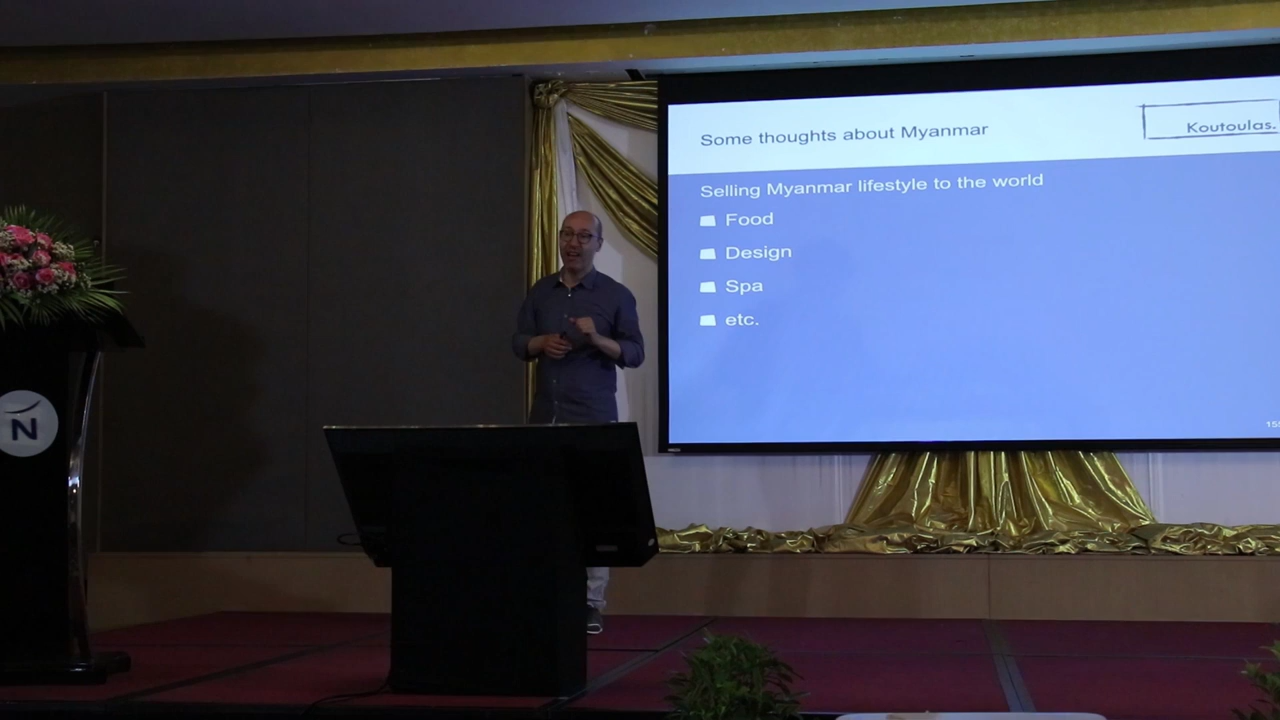 Some thoughts about Myanmar
Koutoulas.
Selling Myanmar lifestyle to the world
Food
Design
Spa
etc.
N